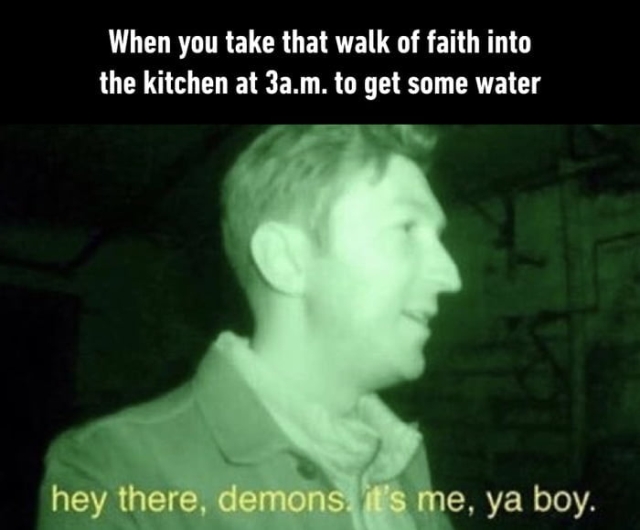 When you take that walk of faith into
the kitchen at 3a.m. to get some water
hey there, demons. it's me, ya boy.